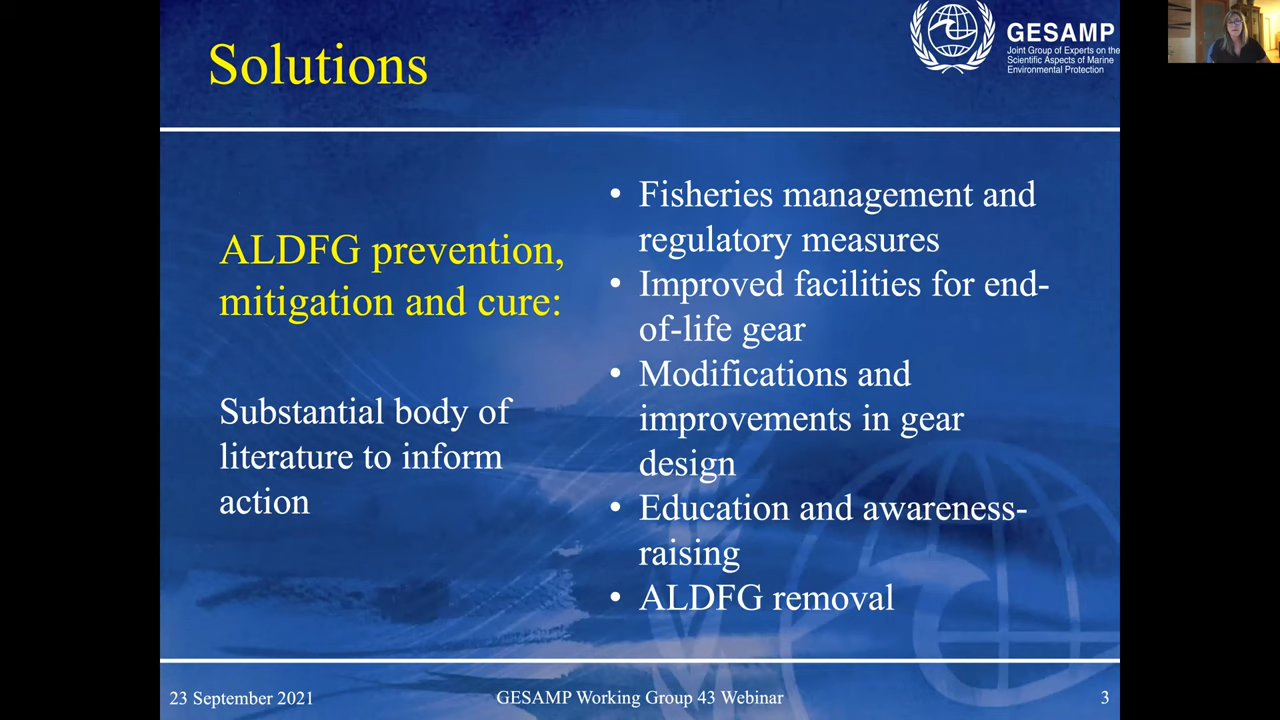 Solutions
GESAMP
Joint Group of Experts on the
Scientific Aspects of Marine
Environmental Protection
ALDFG prevention,
mitigation and cure:
Substantial body of
literature to inform
action
• Fisheries management and
regulatory measures
• Improved facilities for end-
of-life gear
• Modifications and
improvements in gear
design
• Education and awareness-
raising
• ALDFG removal
23 September 2021
GESAMP Working Group 43 Webinar
3